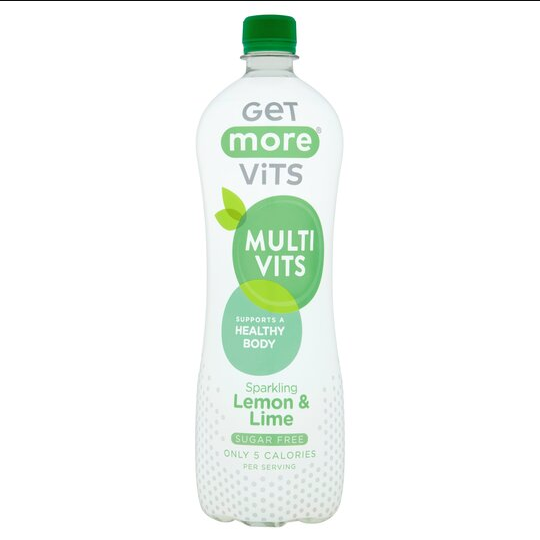 GeT
more®
ViTS
MULTI
VITS
SUPPORTS A
HEALTHY
BODY
Sparkling
Lemon &
Lime
SUGAR FREE
ONLY 5 CALORIES
PER SERVING